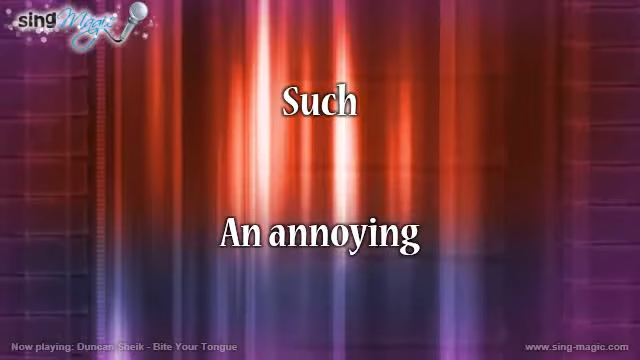 sing Magic
Such
An annoying
Now playing: Duncan Sheik - Bite Your Tongue
www.sing-magic.com